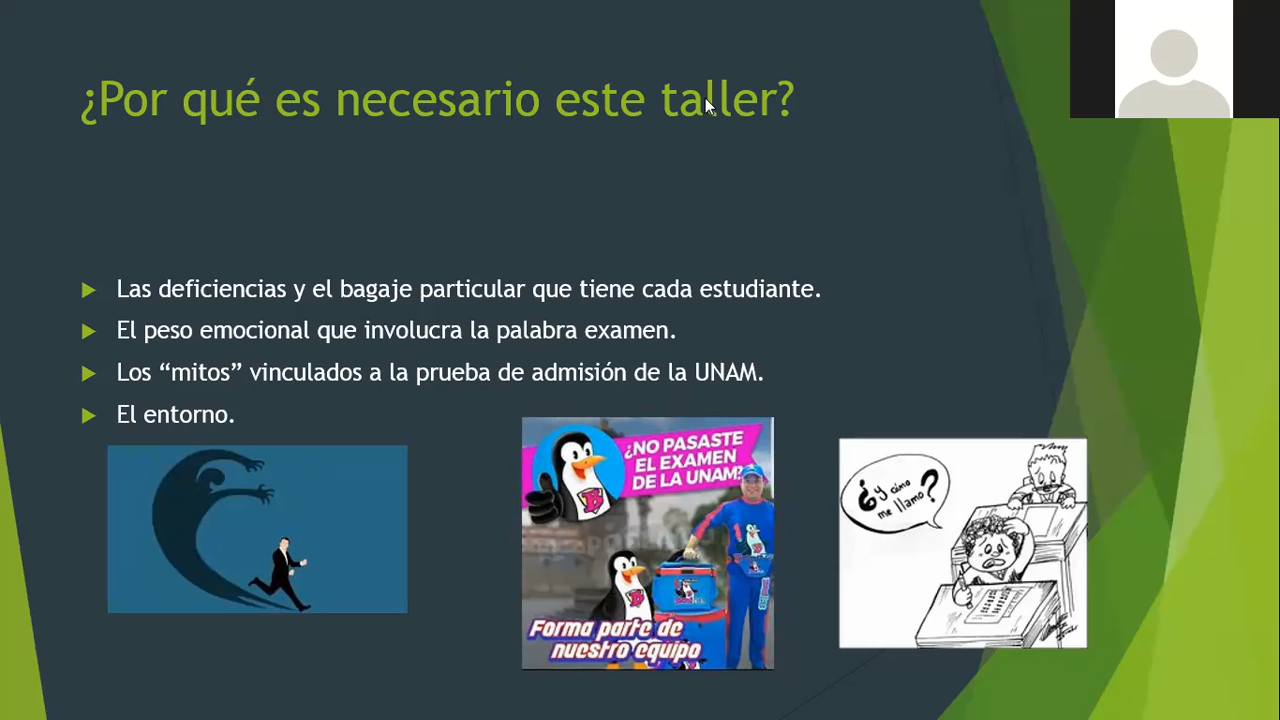 ¿Por qué es necesario este taller?
Las deficiencias y el bagaje particular que tiene cada estudiante.
El peso emocional que involucra la palabra examen.
Los “mitos” vinculados a la prueba de admisión de la UNAM.
El entorno.
¿NO PASASTE
EL EXAMEN
DE LA UNAM?
Forma parte de
nuestro equipo
¿y cómo
me llamo?